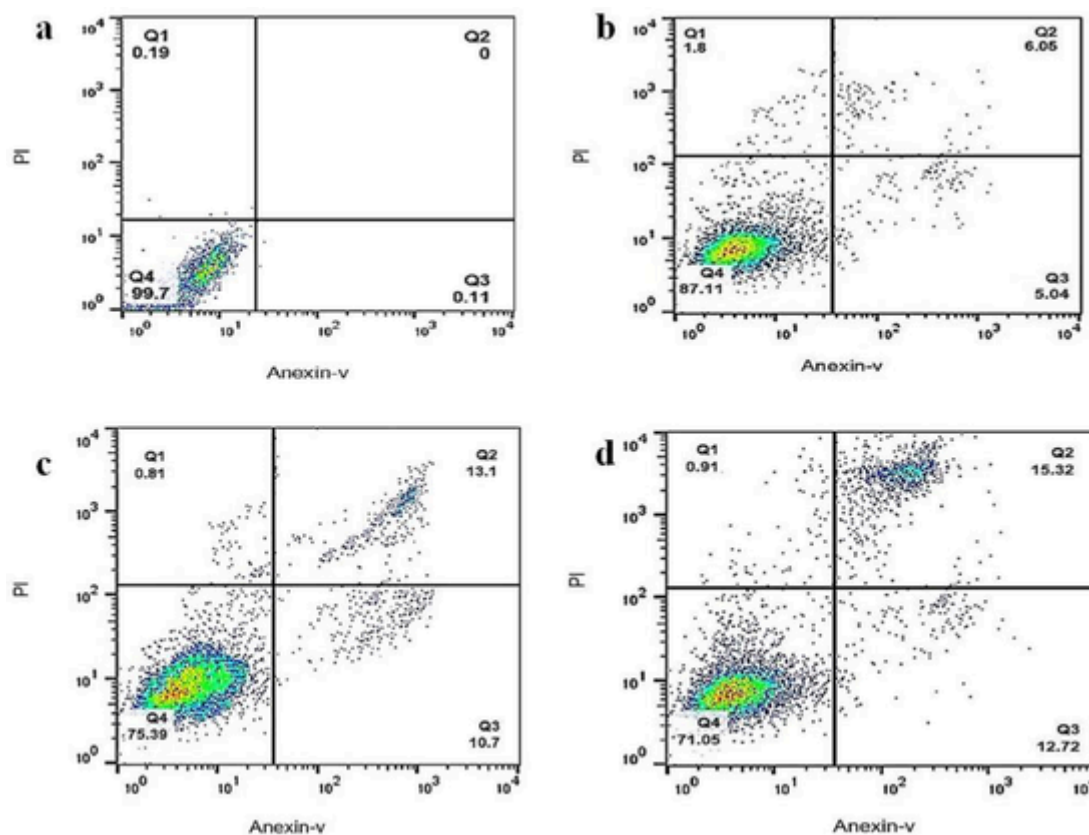 a
Q1
0.19
Q2
0
Q4
99.7
Q3
0.11
10⁴
10³
10²
10¹
10⁰
PI
10⁰ 10¹ 10² 10³ 10⁴
Anexin-v
b
Q1
1.8
Q2
6.05
Q4
87.11
Q3
5.04
10⁴
10³
10²
10¹
10⁰
PI
10⁰ 10¹ 10² 10³ 10⁴
Anexin-v
c
Q1
0.81
Q2
13.1
Q4
75.39
Q3
10.7
10⁴
10³
10²
10¹
10⁰
PI
10⁰ 10¹ 10² 10³ 10⁴
Anexin-v
d
Q1
0.91
Q2
15.32
Q4
71.05
Q3
12.72
10⁴
10³
10²
10¹
10⁰
PI
10⁰ 10¹ 10² 10³ 10⁴
Anexin-v